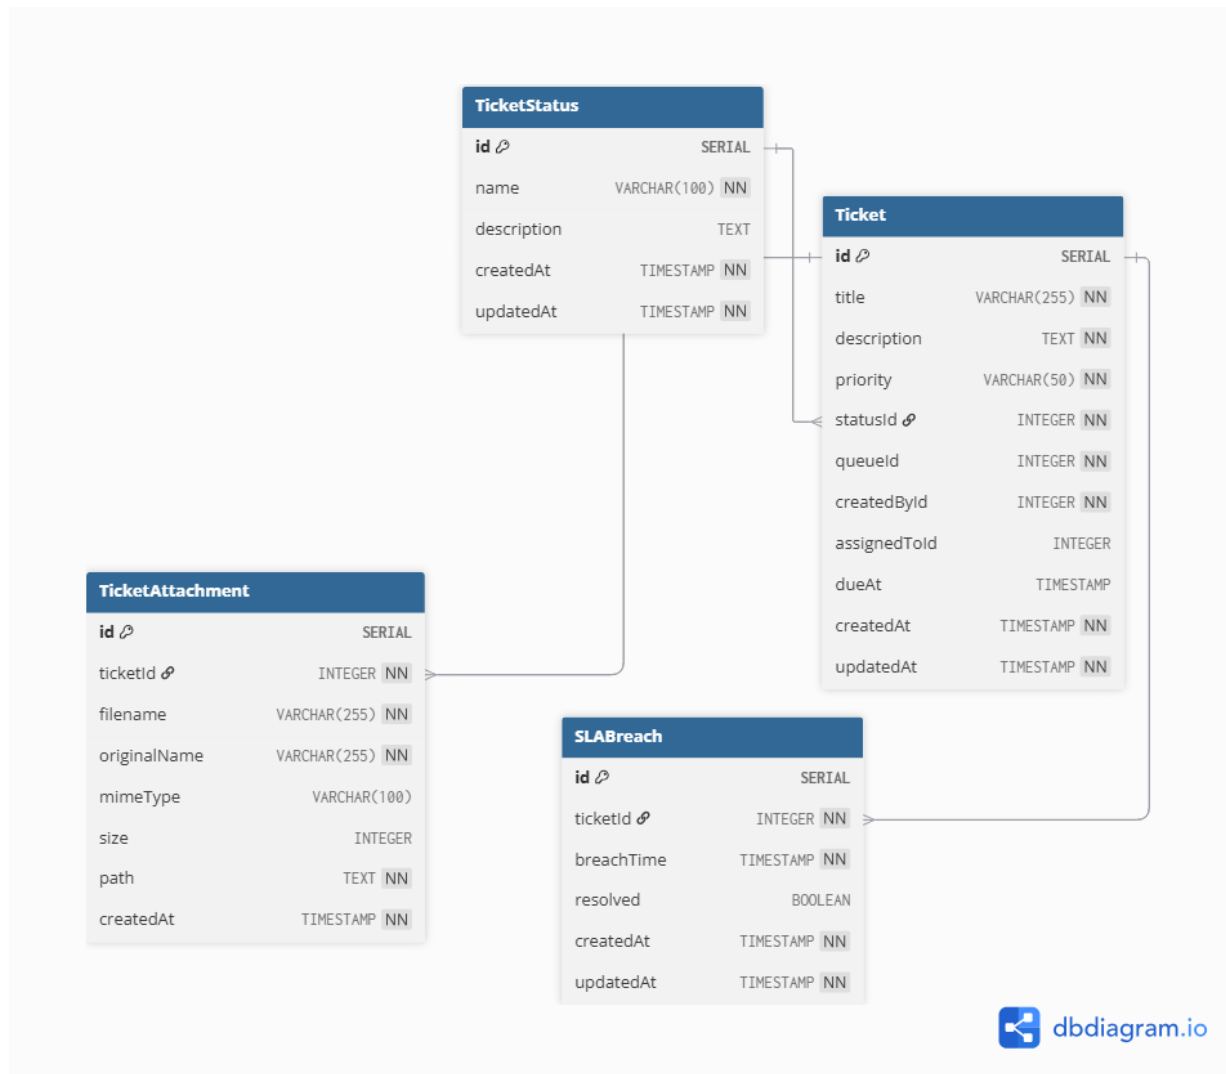 TicketStatus
id SERIAL
name VARCHAR(100) NN
description TEXT
createdAt TIMESTAMP NN
updatedAt TIMESTAMP NN
Ticket
id SERIAL
title VARCHAR(255) NN
description TEXT NN
priority VARCHAR(50) NN
statusId INTEGER NN
queueId INTEGER NN
createdById INTEGER NN
assignedToId INTEGER
dueAt TIMESTAMP
createdAt TIMESTAMP NN
updatedAt TIMESTAMP NN
TicketAttachment
id SERIAL
ticketId INTEGER NN
filename VARCHAR(255) NN
originalName VARCHAR(255) NN
mimeType VARCHAR(100)
size INTEGER
path TEXT NN
createdAt TIMESTAMP NN
SLABreach
id SERIAL
ticketId INTEGER NN
breachTime TIMESTAMP NN
resolved BOOLEAN
createdAt TIMESTAMP NN
updatedAt TIMESTAMP NN
dbdiagram.io